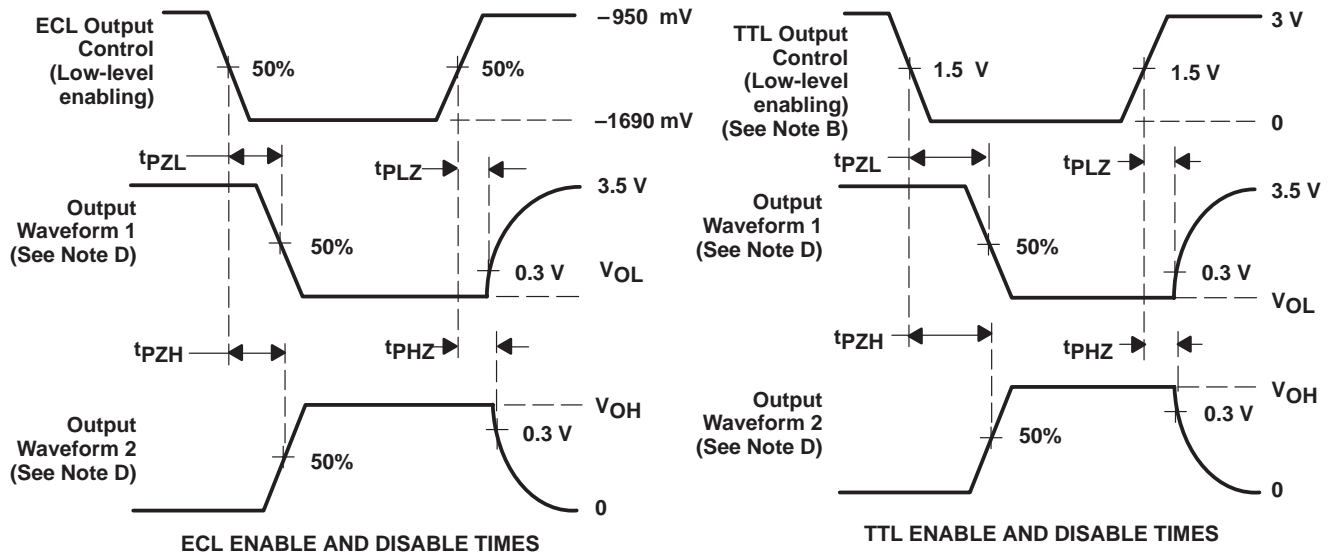 ECL Output
Control
(Low-level
enabling)
50%
50%
–950 mV
–1690 mV
tPZL
tPLZ
Output
Waveform 1
(See Note D)
50%
0.3 V
3.5 V
VOL
tPZH
tPHZ
Output
Waveform 2
(See Note D)
50%
0.3 V
VOH
0
ECL ENABLE AND DISABLE TIMES
TTL Output
Control
(Low-level
enabling)
(See Note B)
1.5 V
1.5 V
3 V
0
tPZL
tPLZ
Output
Waveform 1
(See Note D)
50%
0.3 V
3.5 V
VOL
tPZH
tPHZ
Output
Waveform 2
(See Note D)
50%
0.3 V
VOH
0
TTL ENABLE AND DISABLE TIMES